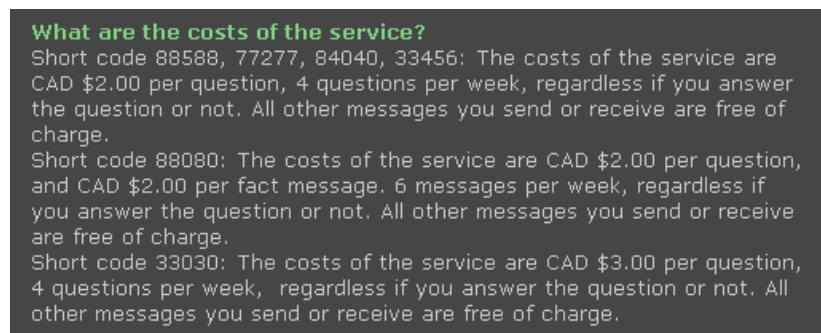 What are the costs of the service?
Short code 88588, 77277, 84040, 33456: The costs of the service are
CAD $2.00 per question, 4 questions per week, regardless if you answer
the question or not. All other messages you send or receive are free of
charge.
Short code 88080: The costs of the service are CAD $2.00 per question,
and CAD $2.00 per fact message. 6 messages per week, regardless if
you answer the question or not. All other messages you send or receive
are free of charge.
Short code 33030: The costs of the service are CAD $3.00 per question,
4 questions per week,  regardless if you answer the question or not. All
other messages you send or receive are free of charge.